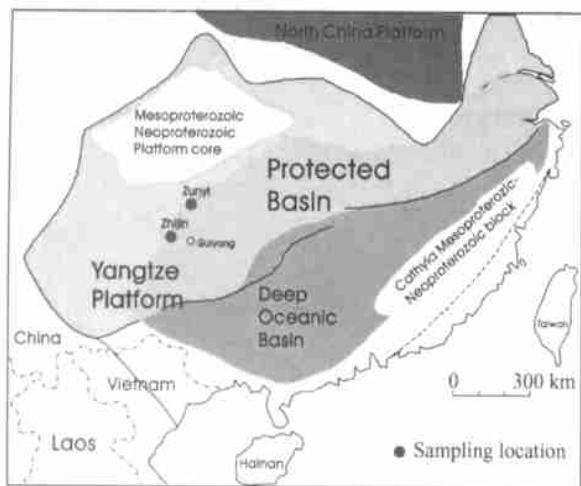 North China Platform
Mesoproterozoic
Neoproterozoic
Platform core
Protected
Basin
Zunyi
Zhijin
Guiyang
Yangtze
Platform
Deep
Oceanic
Basin
Cathyia Mesoproterozic-
Neoproterozoic block
China
Vietnam
Laos
Hainan
Taiwan
0 300 km
Sampling location